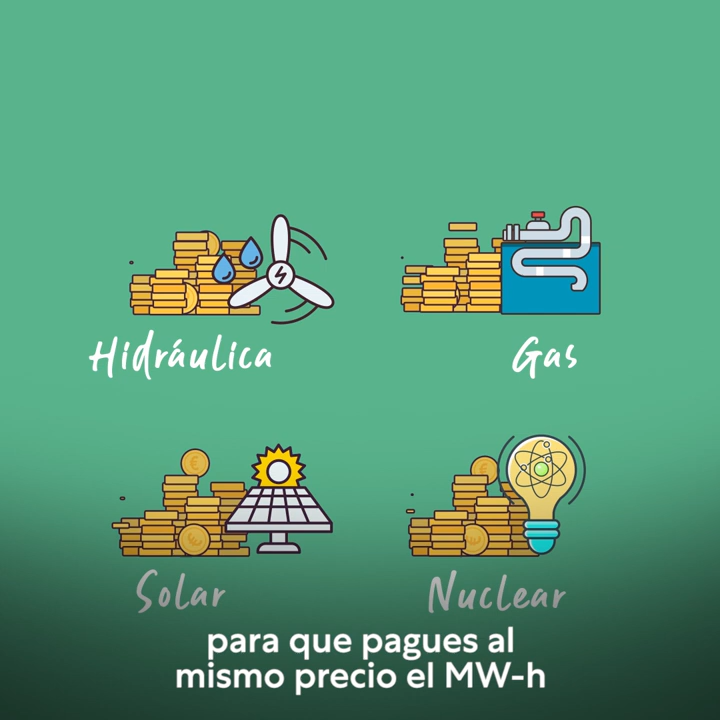 Hidráulica
Gas
Solar
Nuclear
para que pagues al
mismo precio el MW-h